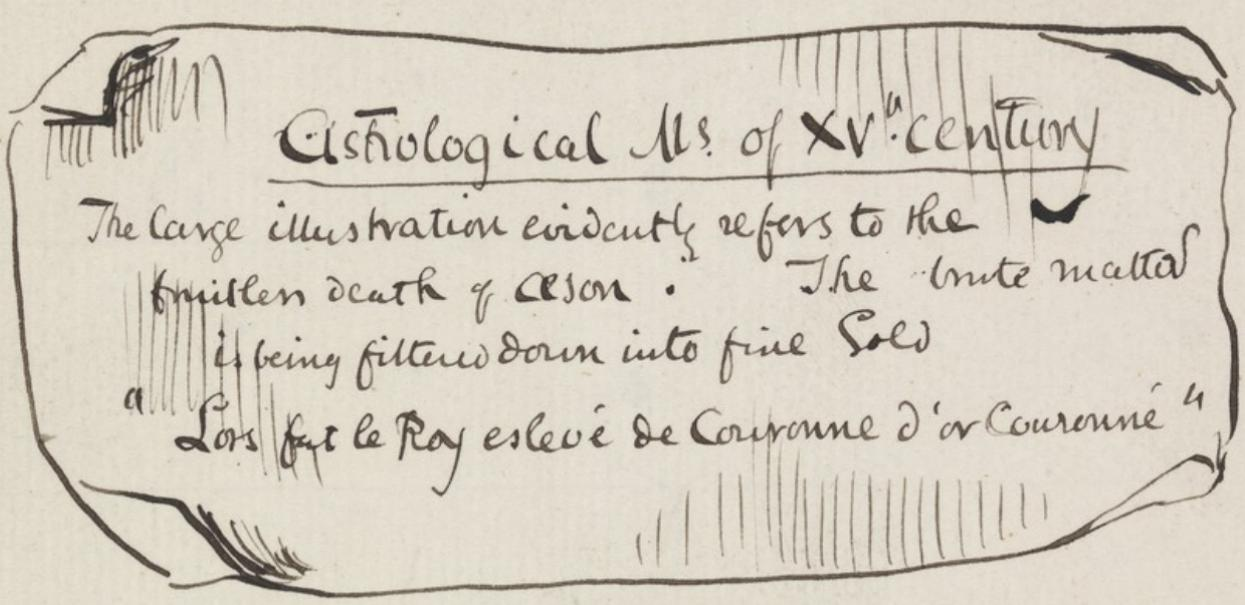 Astrological Ms. of XVth century
The large illustration evidently refers to the
death of Æson. The brute matter
is being filtered down into fine Gold
"Lors fut le Roy eslevé de Couronne d'or Couronné"